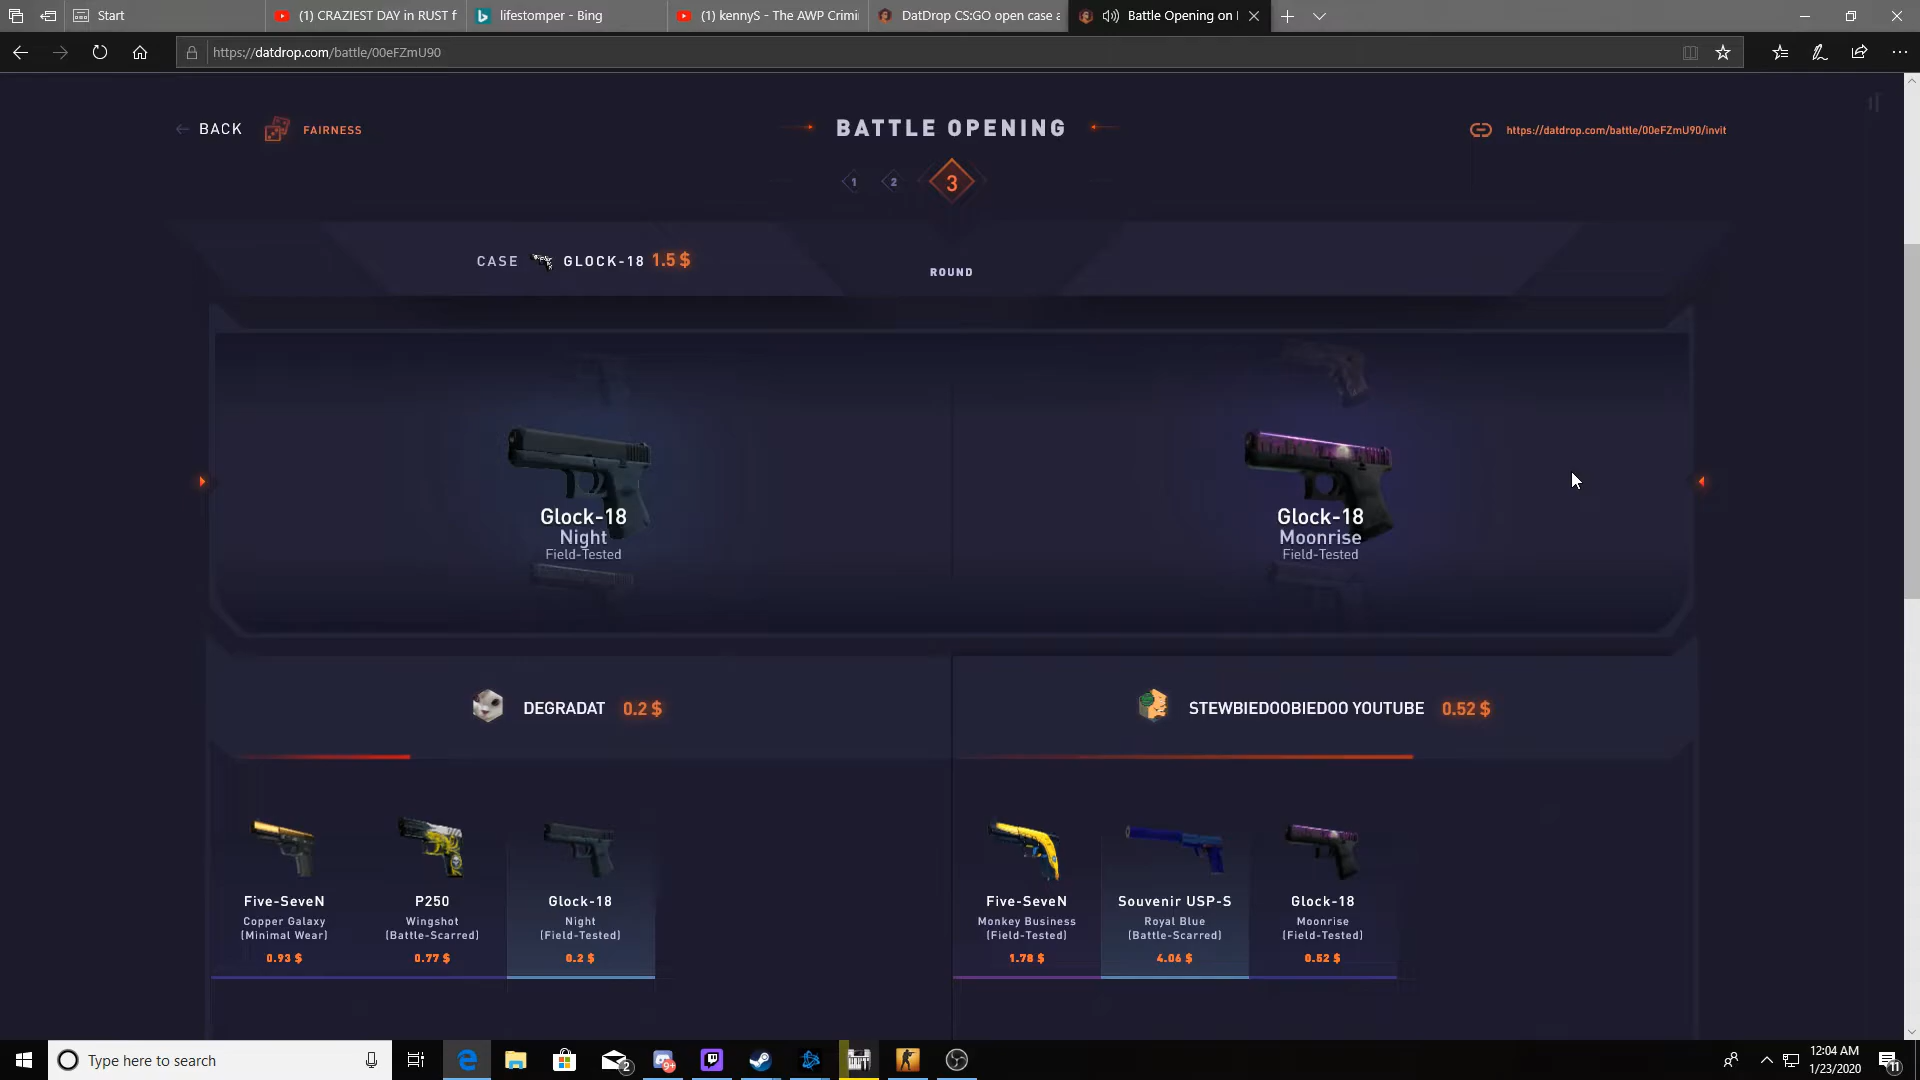 Start
(1) CRAZIEST DAY in RUST f
lifestomper - Bing
(1) kennyS - The AWP Crimi
DatDrop CS:GO open case a
Battle Opening on
https://datdrop.com/battle/00eFZmU90
BACK
FAIRNESS
BATTLE OPENING
https://datdrop.com/battle/00eFZmU90/invit
1
2
3
CASE
GLOCK-18
1.5 $
ROUND
Glock-18
Night
Field-Tested
Glock-18
Moonrise
Field-Tested
DEGRADAT
0.2 $
STEWBIEDOOBIEDOO YOUTUBE
0.52 $
Five-SeveN
Copper Galaxy
(Minimal Wear)
0.93 $
P250
Wingshot
(Battle-Scarred)
0.77 $
Glock-18
Night
(Field-Tested)
0.2 $
Five-SeveN
Monkey Business
(Field-Tested)
1.78 $
Souvenir USP-S
Royal Blue
(Battle-Scarred)
4.06 $
Glock-18
Moonrise
(Field-Tested)
0.52 $
Type here to search
2
9+
12:04 AM
1/23/2020
11